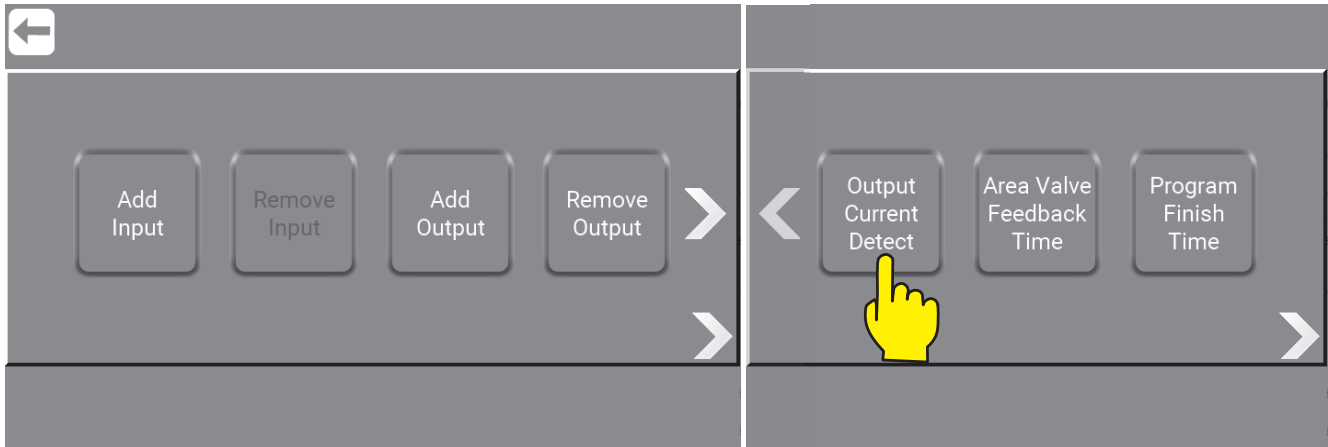 Add
Input
Remove
Input
Add
Output
Remove
Output
Output
Current
Detect
Area Valve
Feedback
Time
Program
Finish
Time